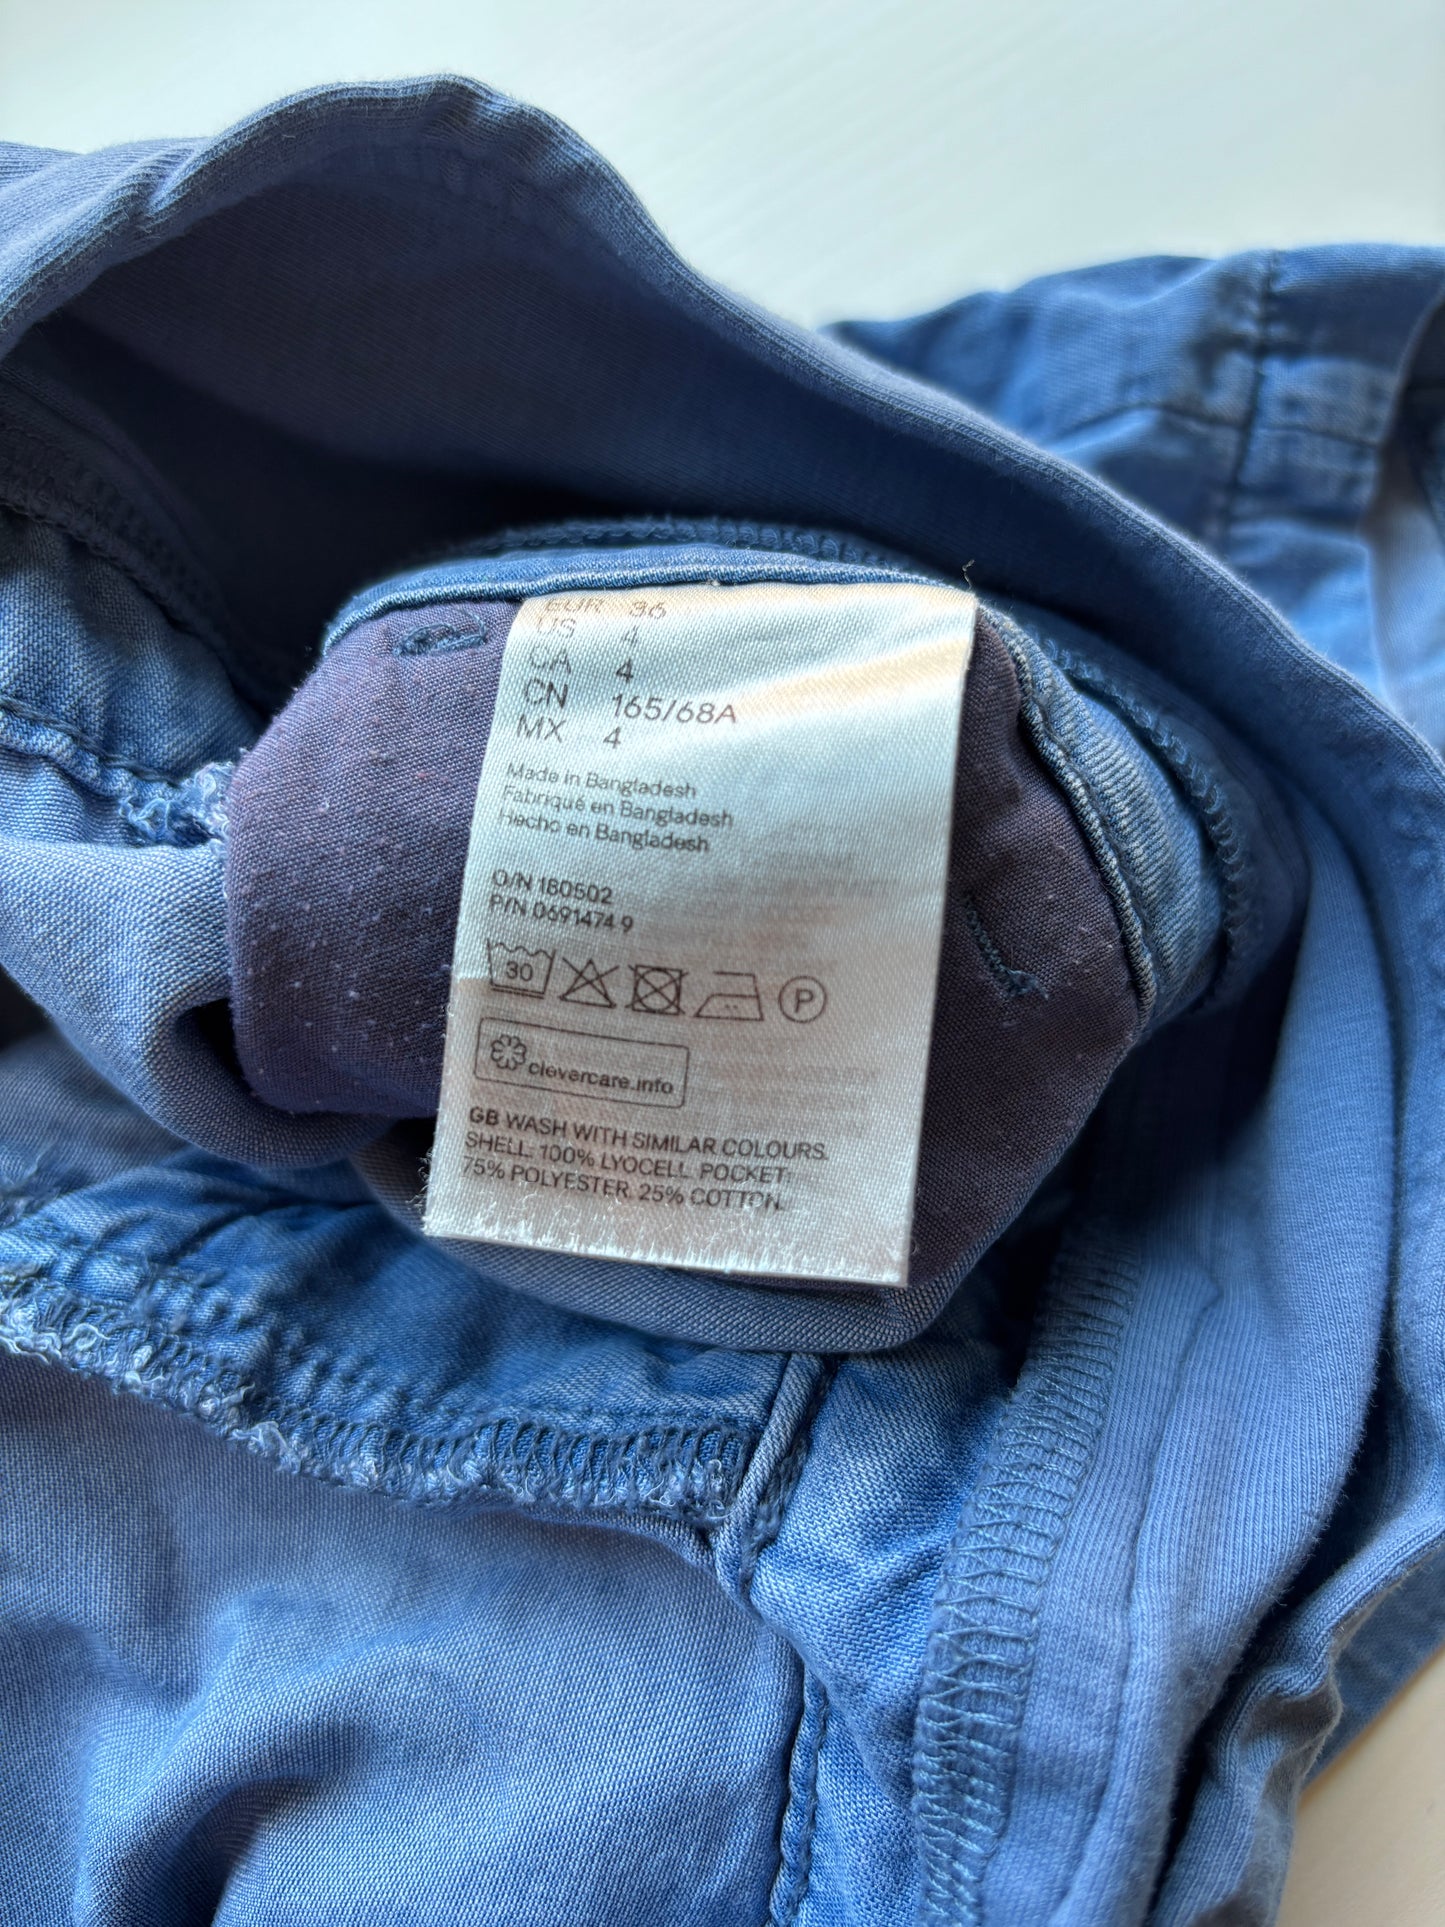 EUR 36
US 4
CA 4
CN 165/68A
MX 4
Made in Bangladesh
Fabriqué en Bangladesh
Hecho en Bangladesh
O/N 180502
P/N 0691474 9
30 P
clevercare.info
GB WASH WITH SIMILAR COLOURS.
SHELL: 100% LYOCELL. POCKET:
75% POLYESTER. 25% COTTON.